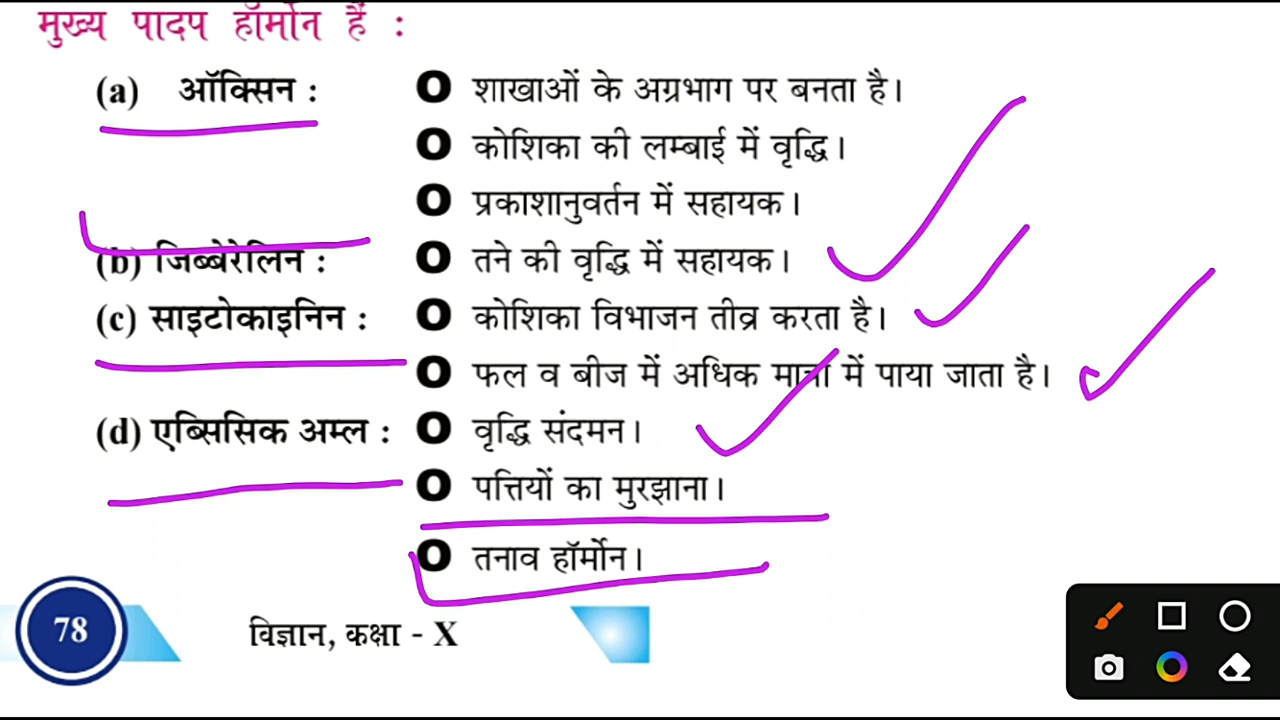 मुख्य पादप हॉर्मोन हैं :
(a) ऑक्सिन : O शाखाओं के अग्रभाग पर बनता है।
O कोशिका की लम्बाई में वृद्धि।
O प्रकाशानुवर्तन में सहायक।
(b) जिब्बेरेलिन : O तने की वृद्धि में सहायक।
(c) साइटोकाइनिन : O कोशिका विभाजन तीव्र करता है।
O फल व बीज में अधिक मात्रा में पाया जाता है।
(d) एब्सिसिक अम्ल : O वृद्धि संदमन।
O पत्तियों का मुरझाना।
O तनाव हॉर्मोन।
78 विज्ञान, कक्षा - X